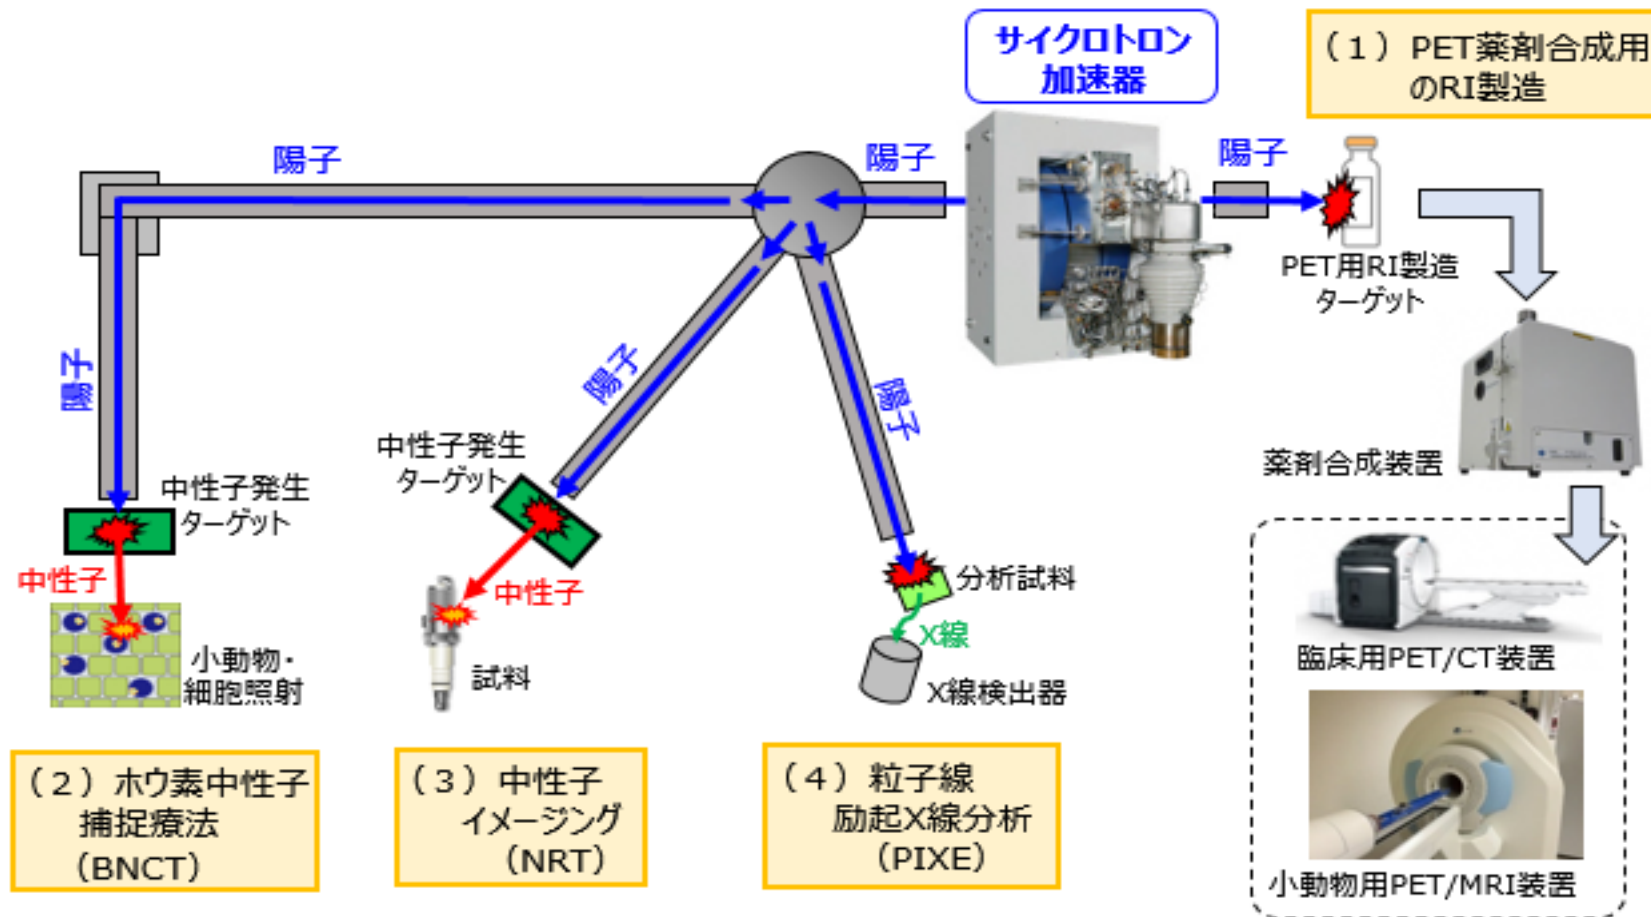 サイクロトロン
加速器
（１）PET薬剤合成用
のRI製造
陽子
陽子
陽子
PET用RI製造
ターゲット
陽子
陽子
陽子
薬剤合成装置
中性子発生
ターゲット
中性子発生
ターゲット
中性子
小動物・
細胞照射
中性子
試料
分析試料
X線
X線検出器
臨床用PET/CT装置
小動物用PET/MRI装置
（２）ホウ素中性子
捕捉療法
（BNCT）
（３）中性子
イメージング
（NRT）
（４）粒子線
励起X線分析
（PIXE）